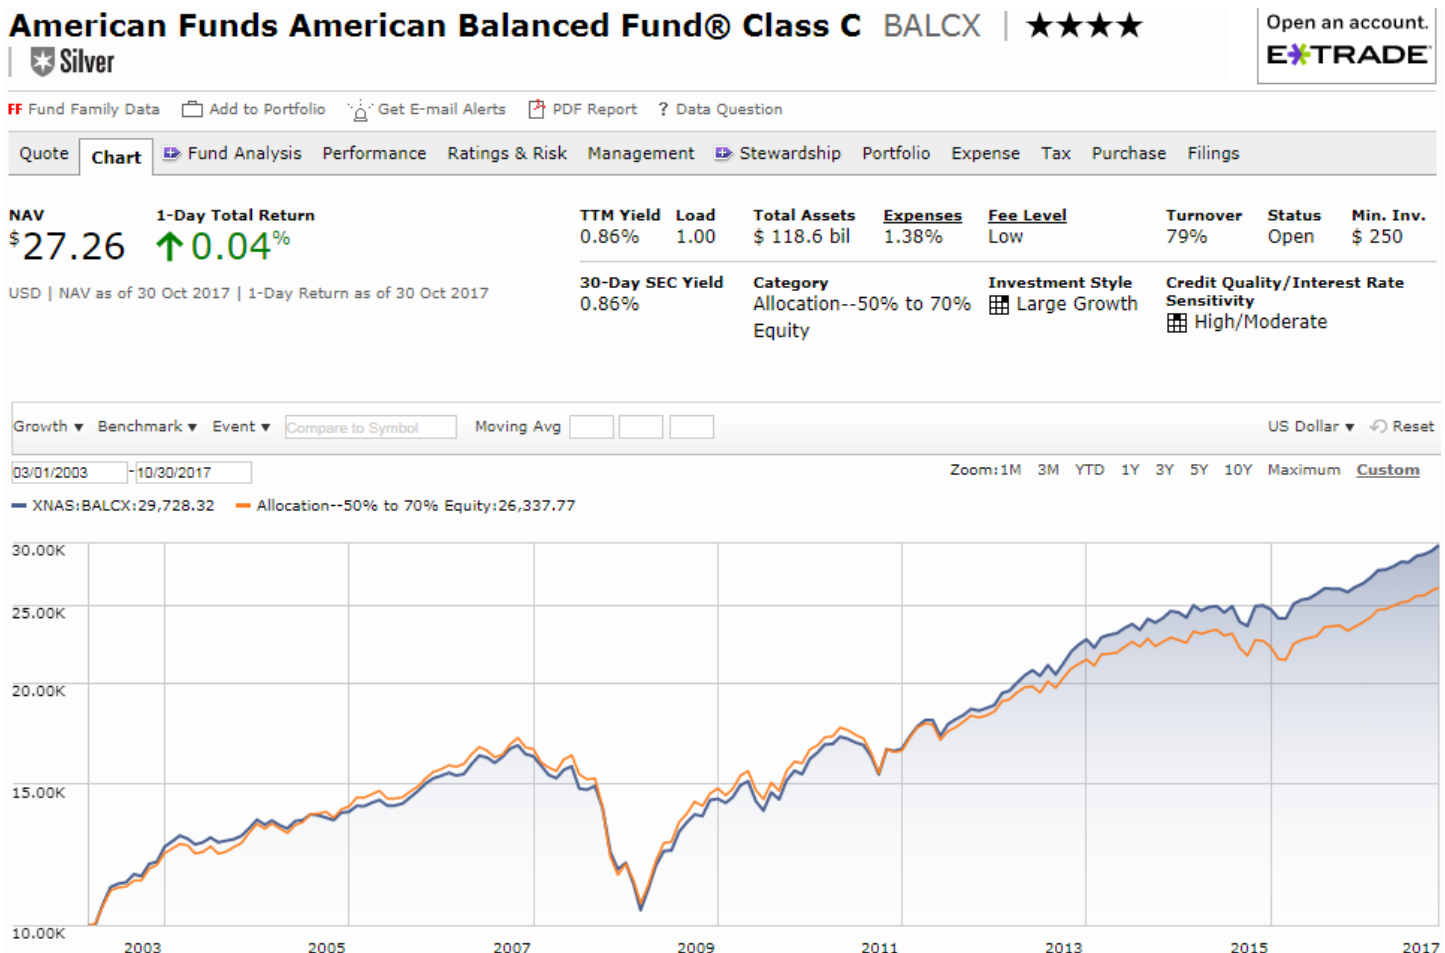 American Funds American Balanced Fund® Class C BALCX | ★★★★
| Silver
Open an account.
E*TRADE
FF Fund Family Data Add to Portfolio Get E-mail Alerts PDF Report ? Data Question
Quote Chart Fund Analysis Performance Ratings & Risk Management Stewardship Portfolio Expense Tax Purchase Filings
NAV 1-Day Total Return TTM Yield Load Total Assets Expenses Fee Level Turnover Status Min. Inv.
$27.26 0.04% 0.86% 1.00 $ 118.6 bil 1.38% Low 79% Open $ 250
USD | NAV as of 30 Oct 2017 | 1-Day Return as of 30 Oct 2017
30-Day SEC Yield Category Investment Style Credit Quality/Interest Rate
Sensitivity
0.86% Allocation--50% to 70% Large Growth
Equity
High/Moderate
Growth ▼ Benchmark ▼ Event ▼ Compare to Symbol Moving Avg US Dollar ▼ Reset
03/01/2003 - 10/30/2017 Zoom: 1M 3M YTD 1Y 3Y 5Y 10Y Maximum Custom
XNAS:BALCX:29,728.32 Allocation--50% to 70% Equity:26,337.77
30.00K
25.00K
20.00K
15.00K
10.00K
2003 2005 2007 2009 2011 2013 2015 2017